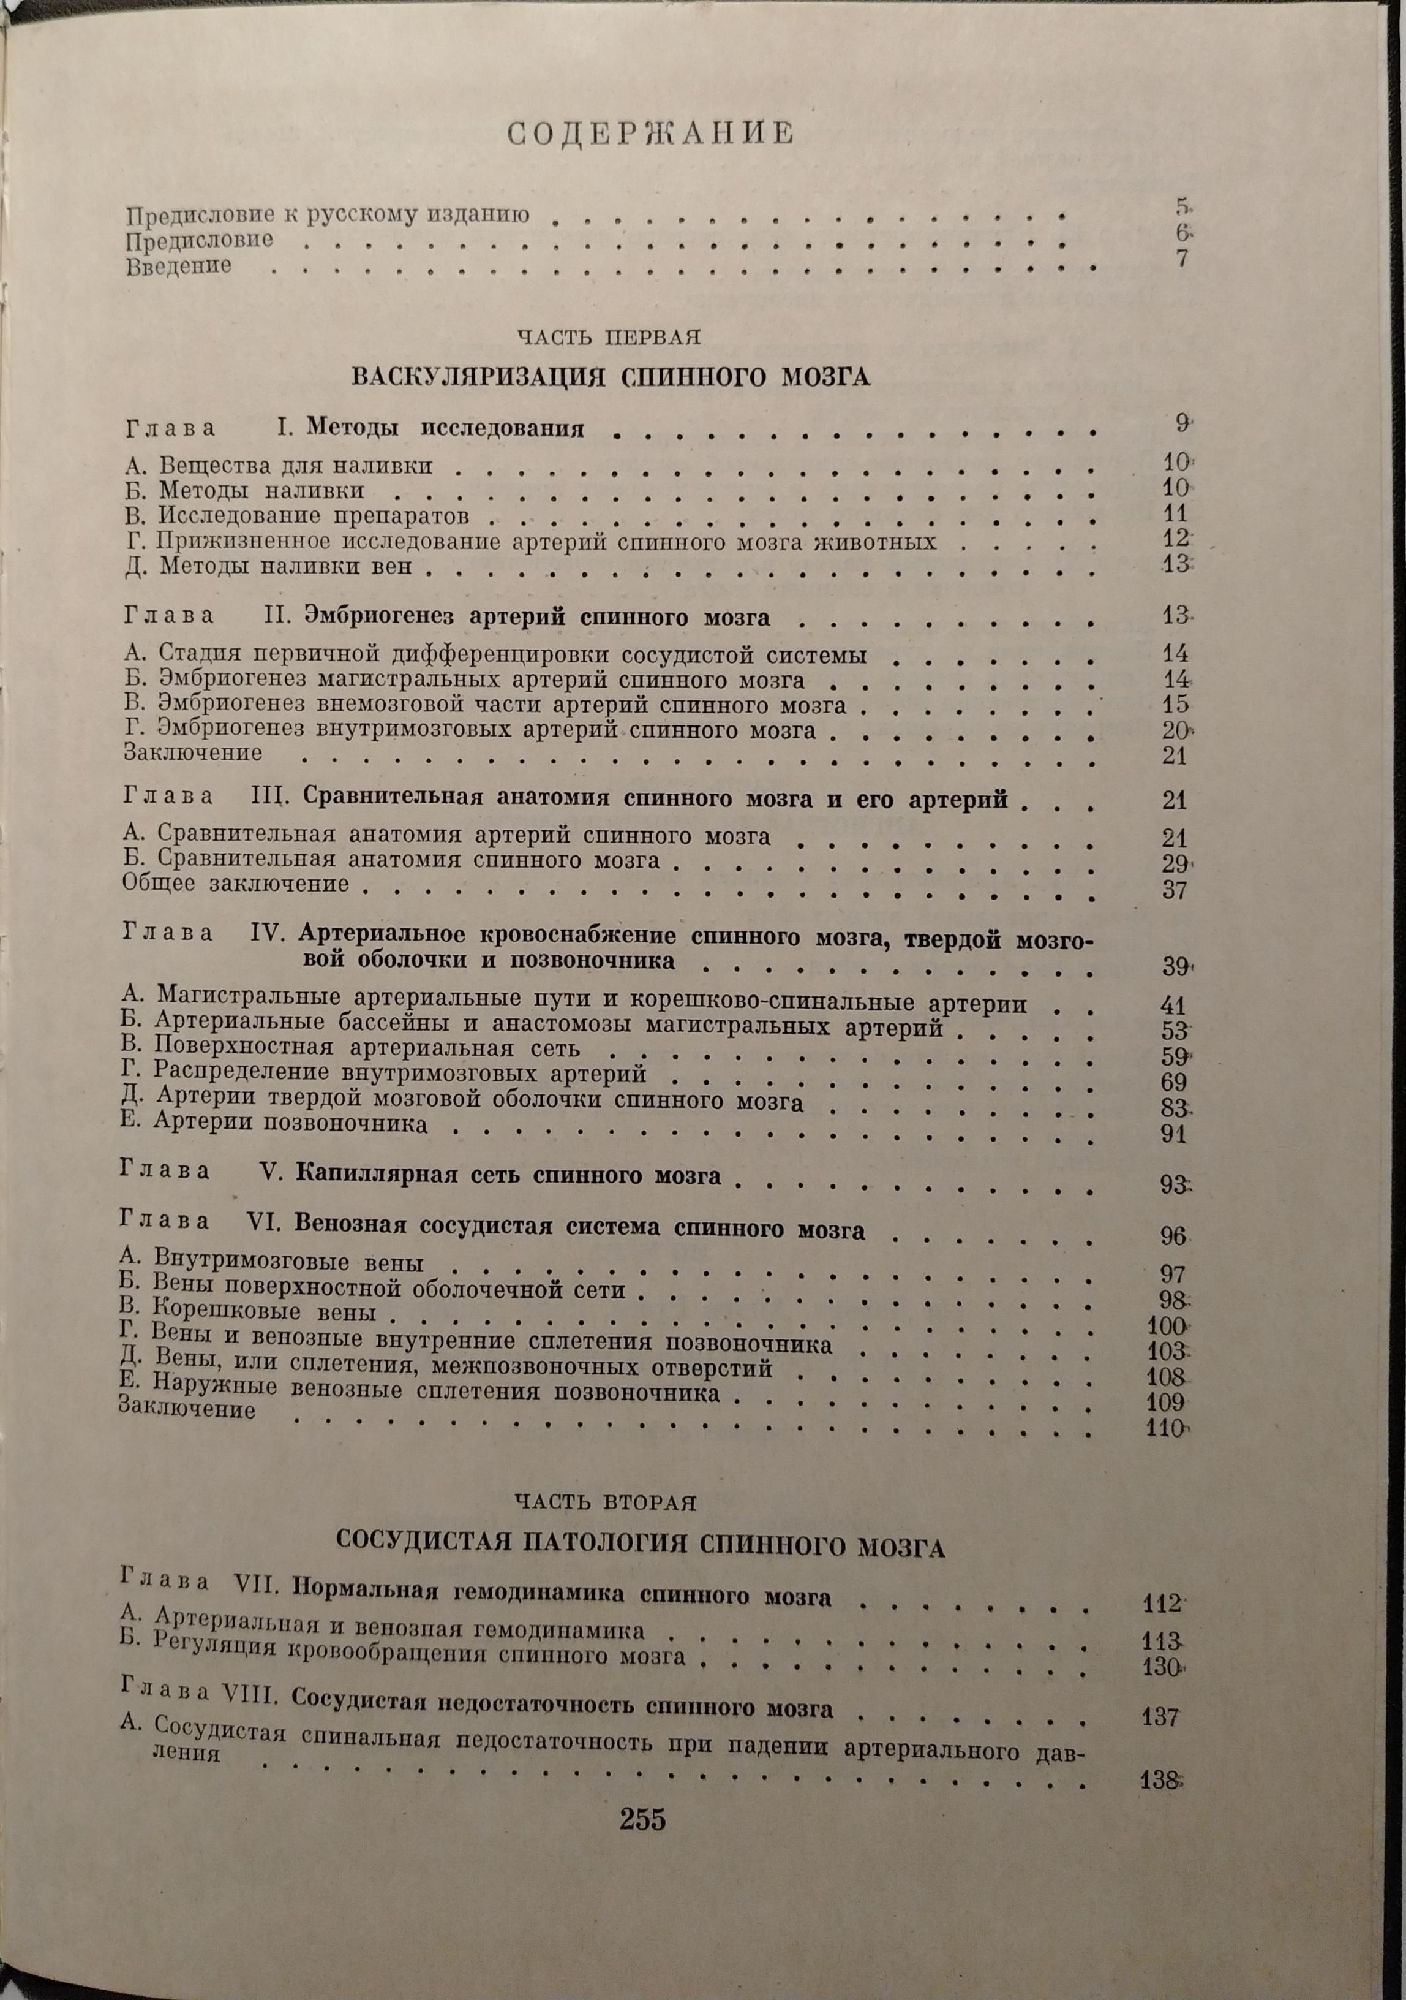 СОДЕРЖАНИЕ
Предисловие к русскому изданию . . . . . . . . . . . . . . . . . 5
Предисловие . . . . . . . . . . . . . . . . . . . . . . . . . 6
Введение . . . . . . . . . . . . . . . . . . . . . . . . . . . 7
ЧАСТЬ ПЕРВАЯ
ВАСКУЛЯРИЗАЦИЯ СПИННОГО МОЗГА
Глава I. Методы исследования . . . . . . . . . . . . . . . . 9
А. Вещества для наливки . . . . . . . . . . . . . . . . . . . . . 10
Б. Методы наливки . . . . . . . . . . . . . . . . . . . . . . . 10
В. Исследование препаратов . . . . . . . . . . . . . . . . . . . . 11
Г. Прижизненное исследование артерий спинного мозга животных . . . . . 12
Д. Методы наливки вен . . . . . . . . . . . . . . . . . . . . . . 13
Глава II. Эмбриогенез артерий спинного мозга . . . . . . . . . . 13
А. Стадия первичной дифференцировки сосудистой системы . . . . . . . 14
Б. Эмбриогенез магистральных артерий спинного мозга . . . . . . . . . 14
В. Эмбриогенез внемозговой части артерий спинного мозга . . . . . . . . 15
Г. Эмбриогенез внутримозговых артерий спинного мозга . . . . . . . . . 20
Заключение . . . . . . . . . . . . . . . . . . . . . . . . . . 21
Глава III. Сравнительная анатомия спинного мозга и его артерий . . . 21
А. Сравнительная анатомия артерий спинного мозга . . . . . . . . . . 21
Б. Сравнительная анатомия спинного мозга . . . . . . . . . . . . . . 29
Общее заключение . . . . . . . . . . . . . . . . . . . . . . . . 37
Глава IV. Артериальное кровоснабжение спинного мозга, твердой мозго-
вой оболочки и позвоночника . . . . . . . . . . . . . 39
А. Магистральные артериальные пути и корешково-спинальные артерии . . 41
Б. Артериальные бассейны и анастомозы магистральных артерий . . . . . 53
В. Поверхностная артериальная сеть . . . . . . . . . . . . . . . . 59
Г. Распределение внутримозговых артерий . . . . . . . . . . . . . . 69
Д. Артерии твердой мозговой оболочки спинного мозга . . . . . . . . . 83
Е. Артерии позвоночника . . . . . . . . . . . . . . . . . . . . . 91
Глава V. Капиллярная сеть спинного мозга . . . . . . . . . . . . 93
Глава VI. Венозная сосудистая система спинного мозга . . . . . . . 96
А. Внутримозговые вены . . . . . . . . . . . . . . . . . . . . . 97
Б. Вены поверхностной оболочечной сети . . . . . . . . . . . . . . . 98
В. Корешковые вены . . . . . . . . . . . . . . . . . . . . . . . 100
Г. Вены и венозные внутренние сплетения позвоночника . . . . . . . . 103
Д. Вены, или сплетения, межпозвоночных отверстий . . . . . . . . . . 108
Е. Наружные венозные сплетения позвоночника . . . . . . . . . . . . 109
Заключение . . . . . . . . . . . . . . . . . . . . . . . . . . 110
ЧАСТЬ ВТОРАЯ
СОСУДИСТАЯ ПАТОЛОГИЯ СПИННОГО МОЗГА
Глава VII. Нормальная гемодинамика спинного мозга . . . . . . . . 112
А. Артериальная и венозная гемодинамика . . . . . . . . . . . . . . 113
Б. Регуляция кровообращения спинного мозга . . . . . . . . . . . . . 130
Глава VIII. Сосудистая недостаточность спинного мозга . . . . . . . . 137
А. Сосудистая спинальная недостаточность при падении артериального дав-
ления . . . . . . . . . . . . . . . . . . . . . . . . . . . 138
255